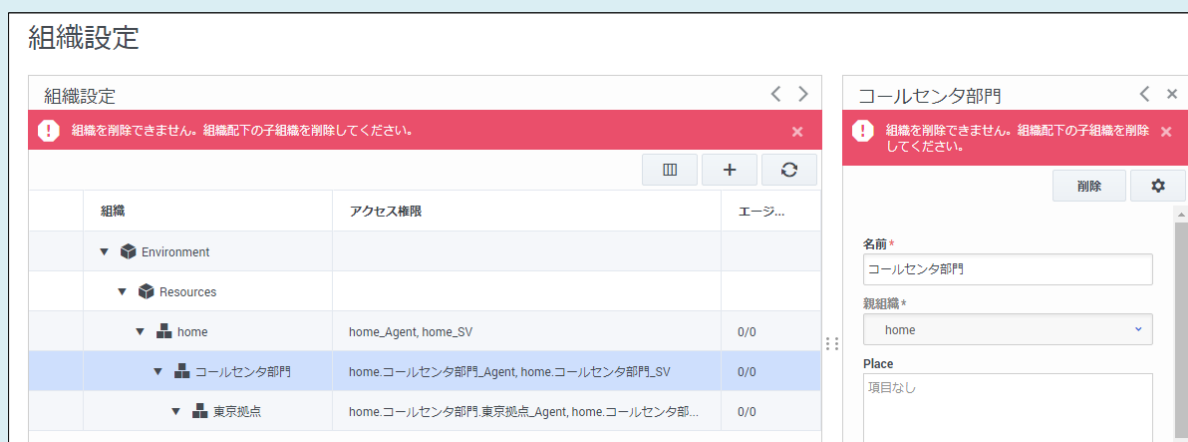 組織設定
組織設定
組織を削除できません。組織配下の子組織を削除してください。
組織 アクセス権限 エージ...
Environment
Resources
home home_Agent, home_SV 0/0
コールセンタ部門 home.コールセンタ部門_Agent, home.コールセンタ部門_SV 0/0
東京拠点 home.コールセンタ部門.東京拠点_Agent, home.コールセンタ部... 0/0
コールセンタ部門
組織を削除できません。組織配下の子組織を削除
してください。
削除
名前*
コールセンタ部門
親組織*
home
Place
項目なし